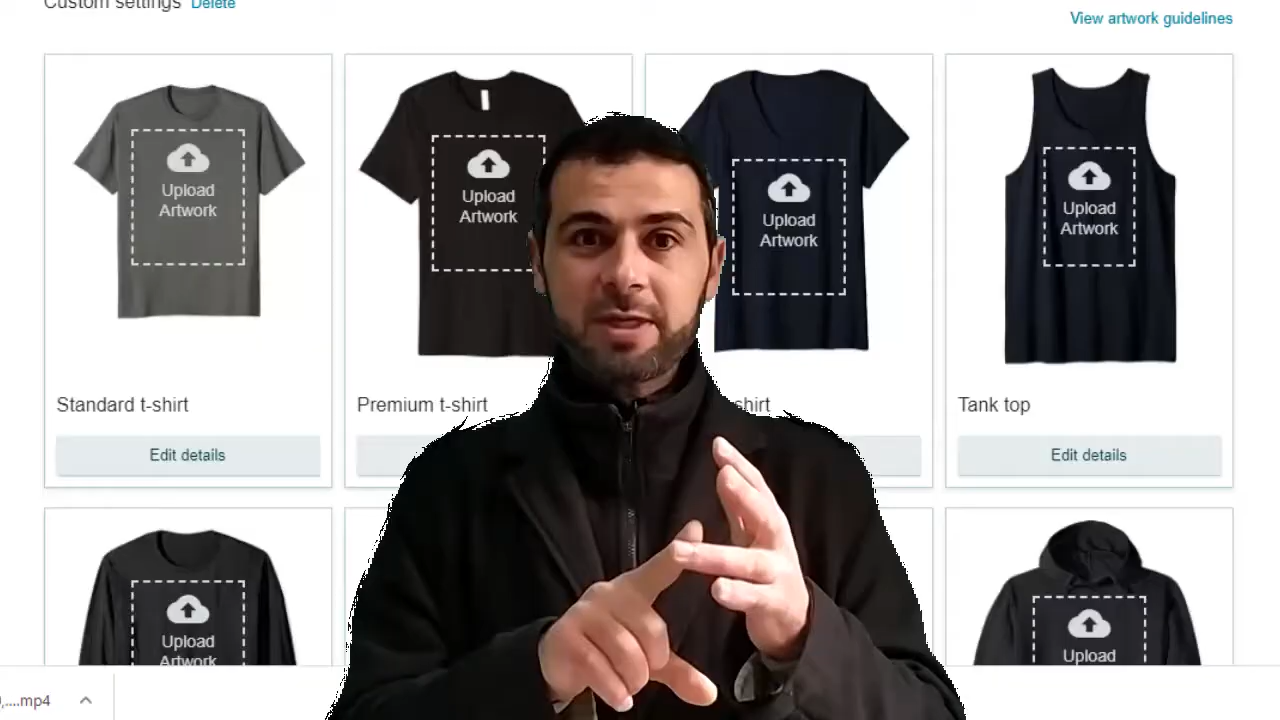 Custom settings Delete
View artwork guidelines
Upload
Artwork
Upload
Artwork
Upload
Artwork
Upload
Artwork
Standard t-shirt
Premium t-shirt
shirt
Tank top
Edit details
Edit details
Upload
Artwork
Upload
,....mp4